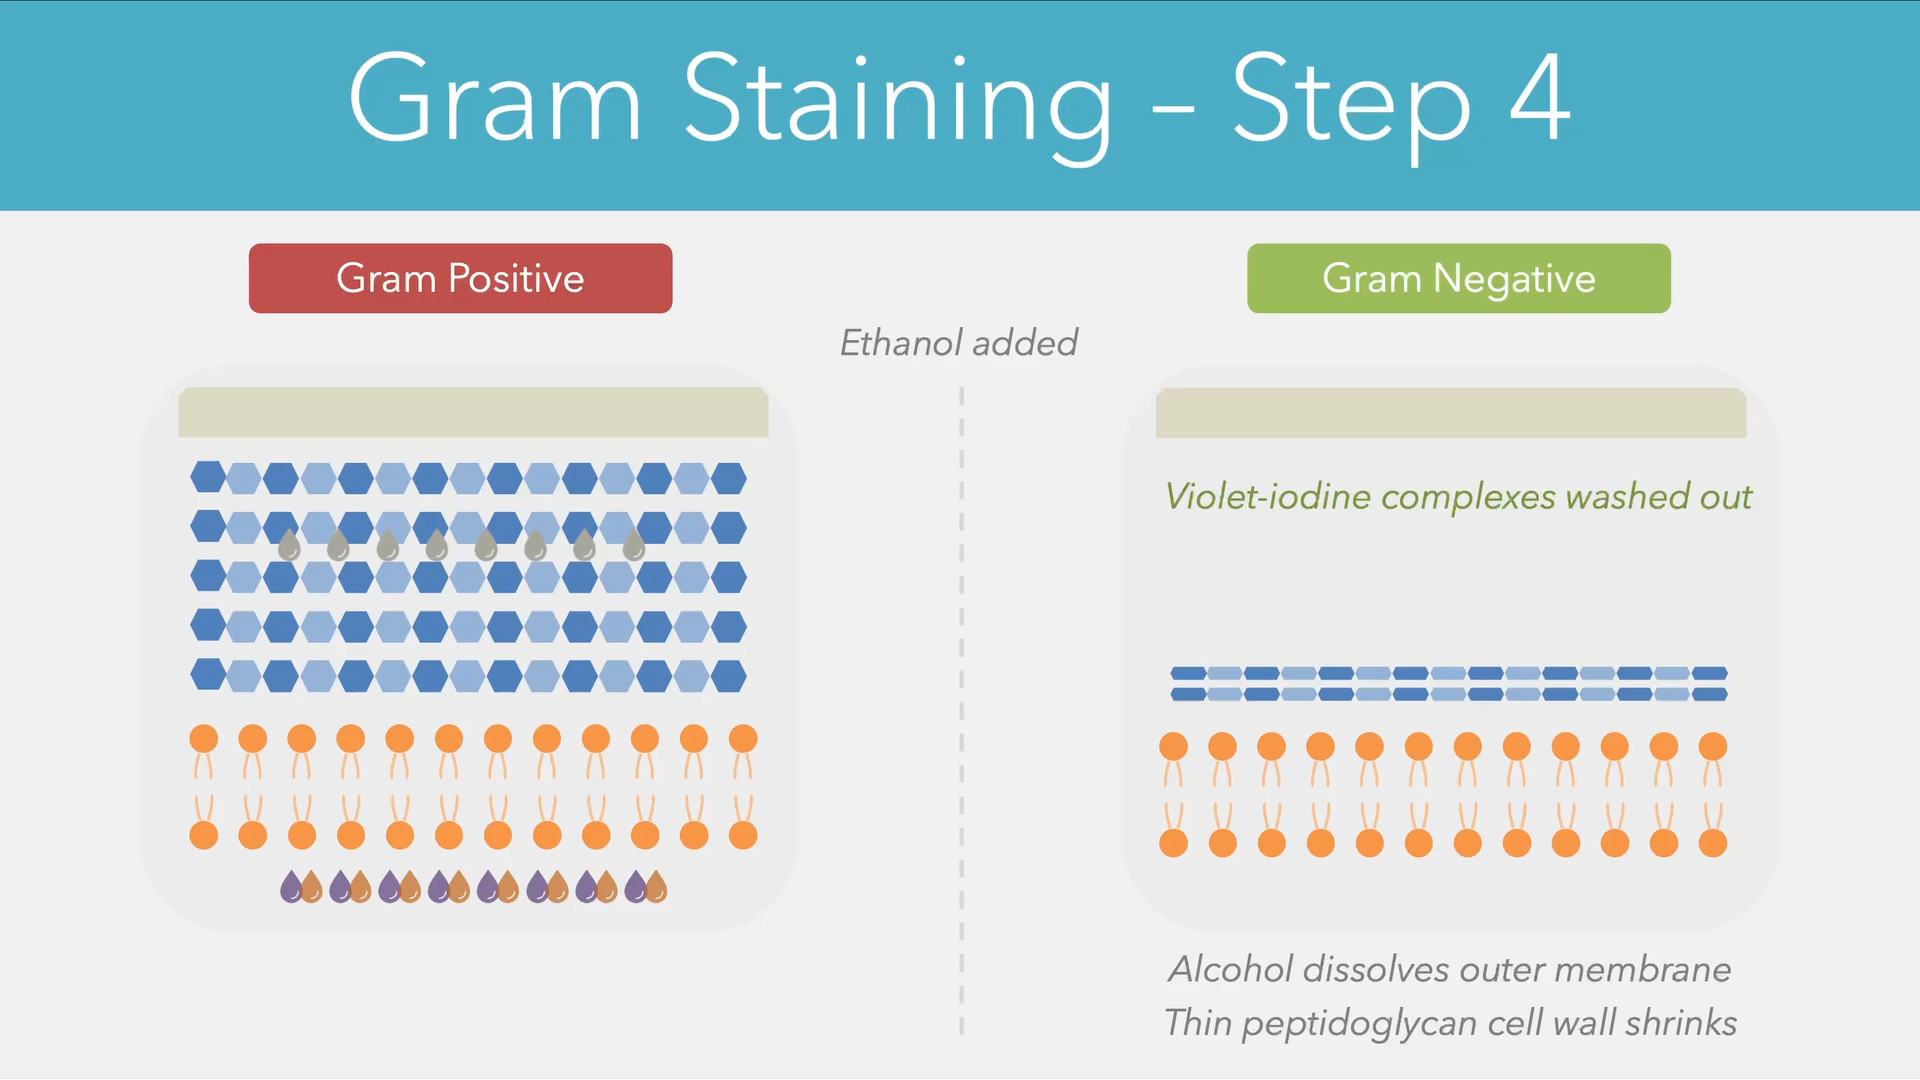 Gram Staining – Step 4
Gram Positive
Gram Negative
Ethanol added
Violet-iodine complexes washed out
Alcohol dissolves outer membrane
Thin peptidoglycan cell wall shrinks